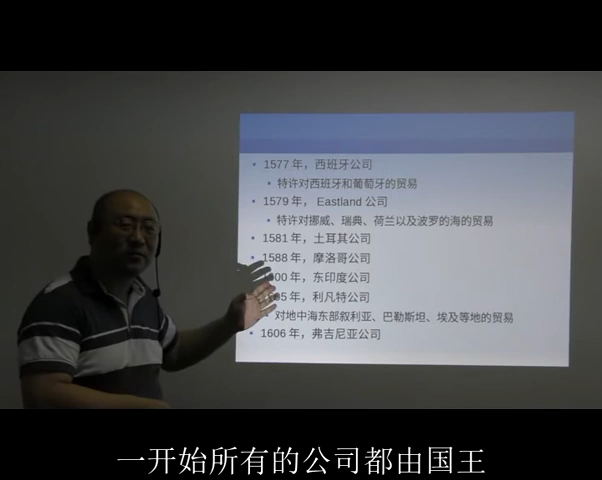 • 1577 年，西班牙公司
• 特许对西班牙和葡萄牙的贸易
• 1579 年， Eastland 公司
• 特许对挪威、瑞典、荷兰以及波罗的海的贸易
• 1581 年，土耳其公司
• 1588 年，摩洛哥公司
00 年，东印度公司
05 年，利凡特公司
对地中海东部叙利亚、巴勒斯坦、埃及等地的贸易
• 1606 年，弗吉尼亚公司
一开始所有的公司都由国王